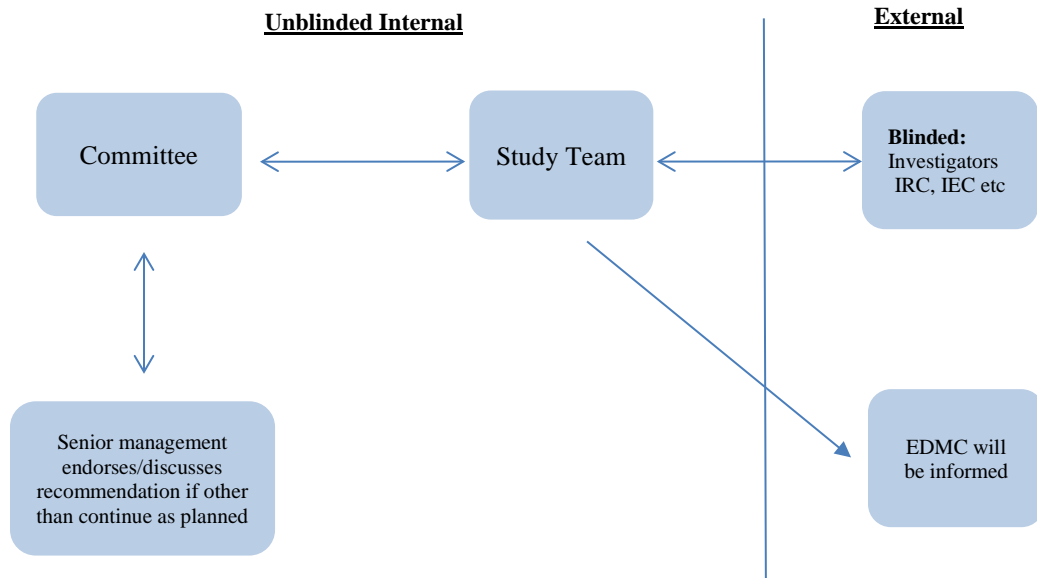 Unblinded Internal
External
Committee
Study Team
Blinded:
Investigators
IRC, IEC etc
Senior management
endorses/discusses
recommendation if other
than continue as planned
EDMC will
be informed